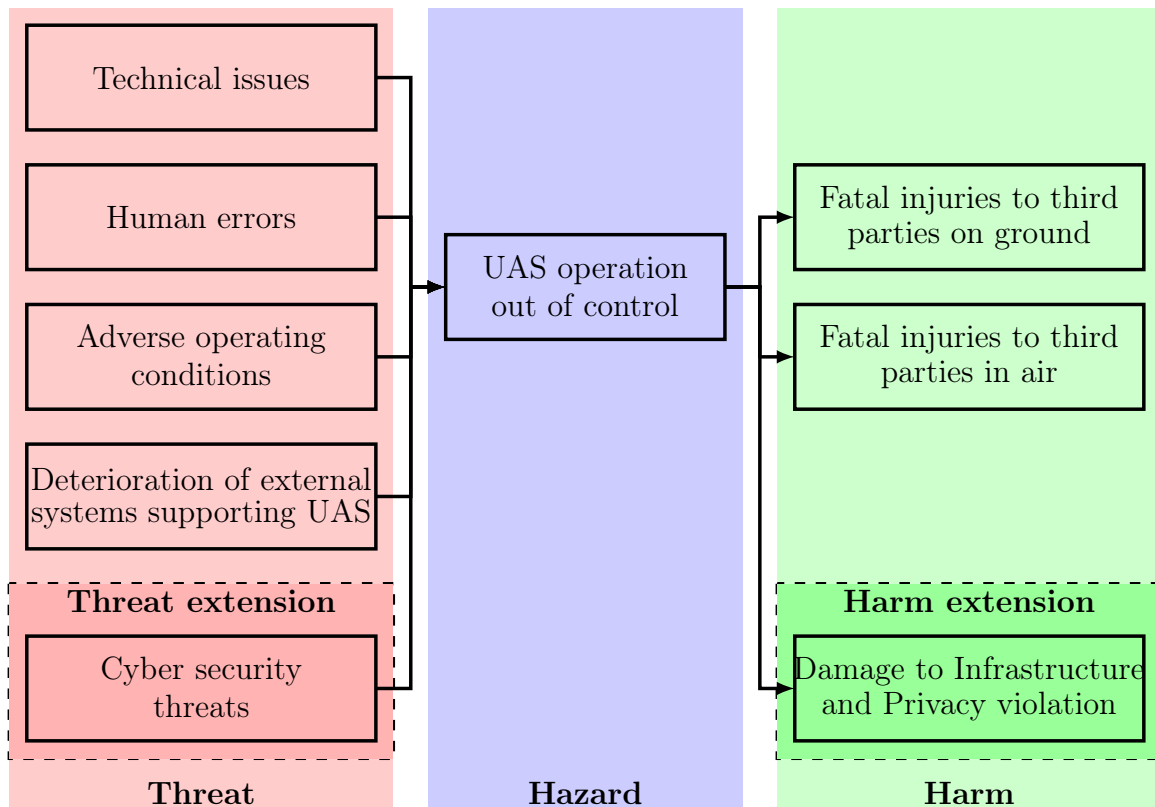 Technical issues
Human errors
Adverse operating
conditions
Deterioration of external
systems supporting UAS
Threat extension
Cyber security
threats
Threat
UAS operation
out of control
Hazard
Fatal injuries to third
parties on ground
Fatal injuries to third
parties in air
Harm extension
Damage to Infrastructure
and Privacy violation
Harm